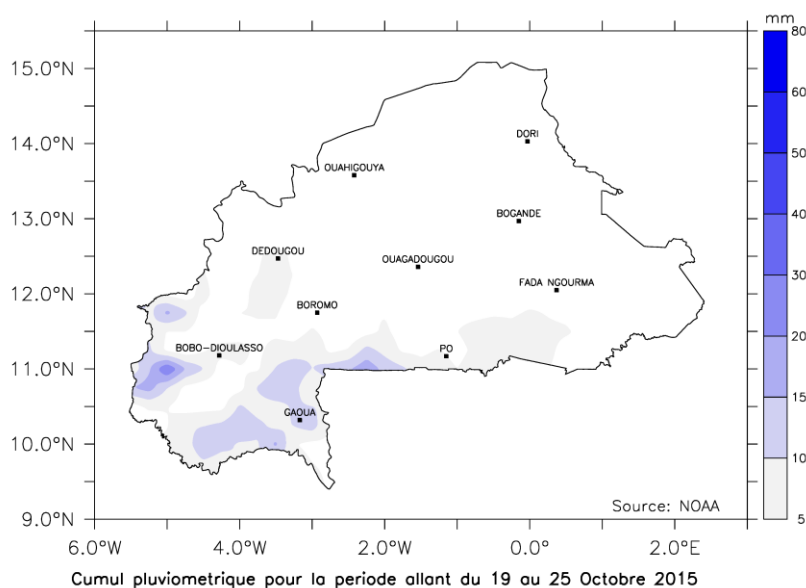 mm
80
15.0°N
60
DORI
14.0°N
OUAHIGOUYA
50
13.0°N
BOGANDE
40
DEDOUGOU
OUAGADOUGOU
30
12.0°N
FADA NGOURMA
BOROMO
20
BOBO-DIOULASSO
PO
11.0°N
15
GAOUA
10.0°N
10
Source: NOAA
9.0°N
5
6.0°W
4.0°W
2.0°W
0.0°
2.0°E
Cumul pluviometrique pour la periode allant du 19 au 25 Octobre 2015